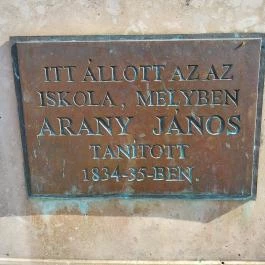 ITT ÁLLOTT AZ AZ
ISKOLA, MELYBEN
ARANY JÁNOS
TANÍTOTT
1834-35-BEN.